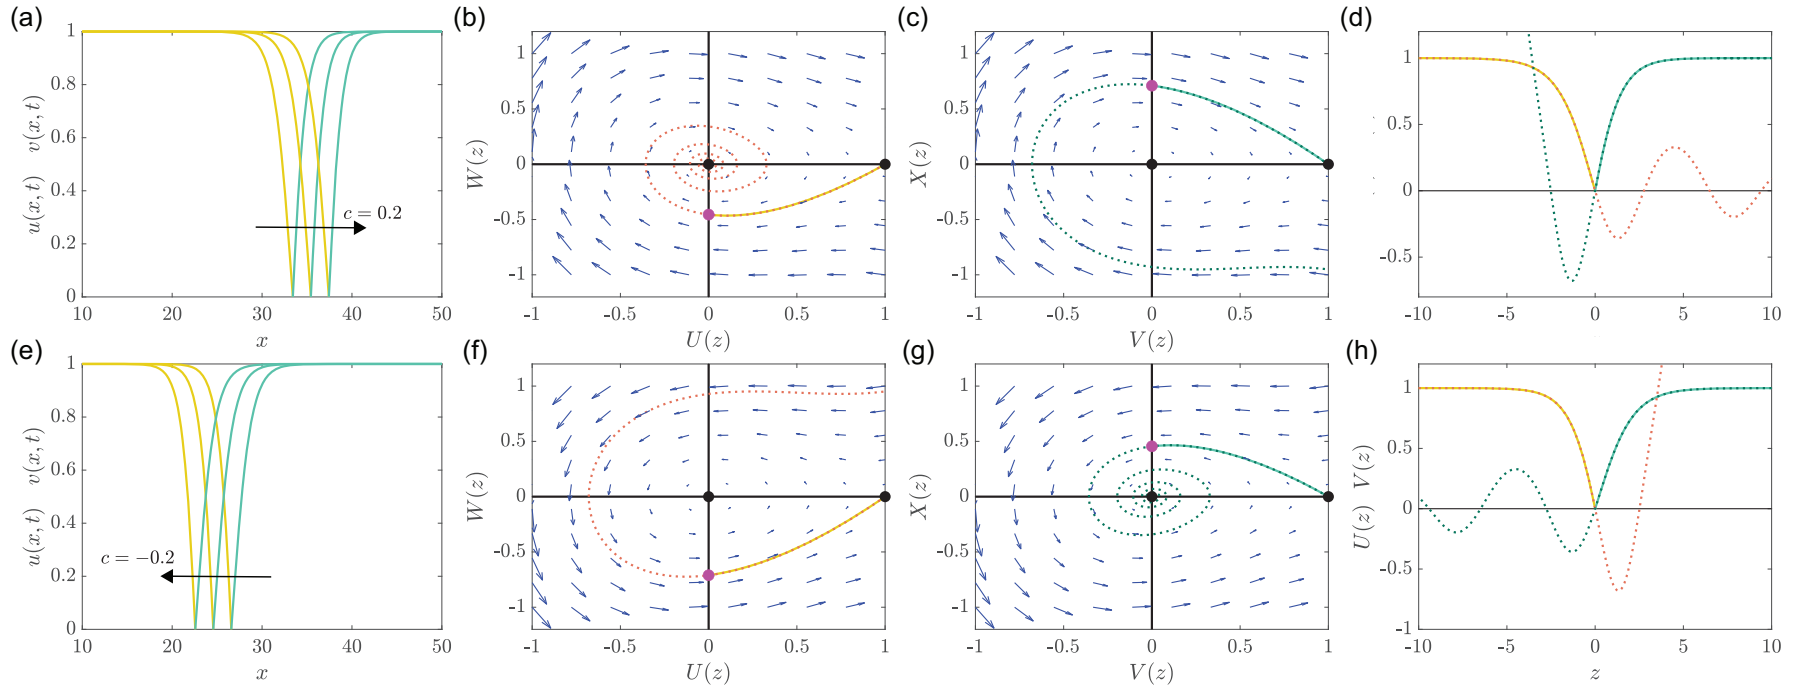 (a)
1
0.8
0.6
0.4
0.2
0
u(x, t)   v(x, t)
c = 0.2
10 20 30 40 50
x
(b)
1
0.5
0
-0.5
-1
W(z)
-1 -0.5 0 0.5 1
U(z)
(c)
1
0.5
0
-0.5
-1
X(z)
-1 -0.5 0 0.5 1
V(z)
(d)
1
0.5
0
-0.5
-10 -5 0 5 10
(e)
1
0.8
0.6
0.4
0.2
0
u(x, t)   v(x, t)
c = −0.2
10 20 30 40 50
x
(f)
1
0.5
0
-0.5
-1
W(z)
-1 -0.5 0 0.5 1
U(z)
(g)
1
0.5
0
-0.5
-1
X(z)
-1 -0.5 0 0.5 1
V(z)
(h)
1
0.5
0
-0.5
-1
U(z)   V(z)
-10 -5 0 5 10
z